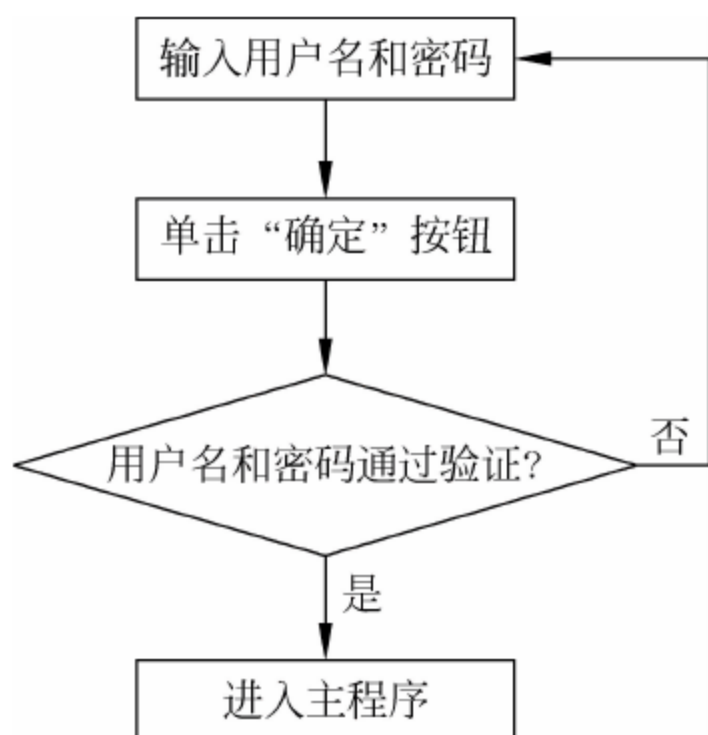 输入用户名和密码
单击“确定”按钮
用户名和密码通过验证?
否
是
进入主程序